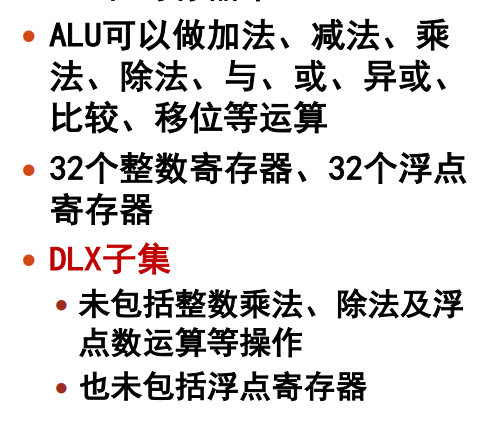 • ALU可以做加法、减法、乘
法、除法、与、或、异或、
比较、移位等运算
• 32个整数寄存器、32个浮点
寄存器
• DLX子集
• 未包括整数乘法、除法及浮
点数运算等操作
• 也未包括浮点寄存器